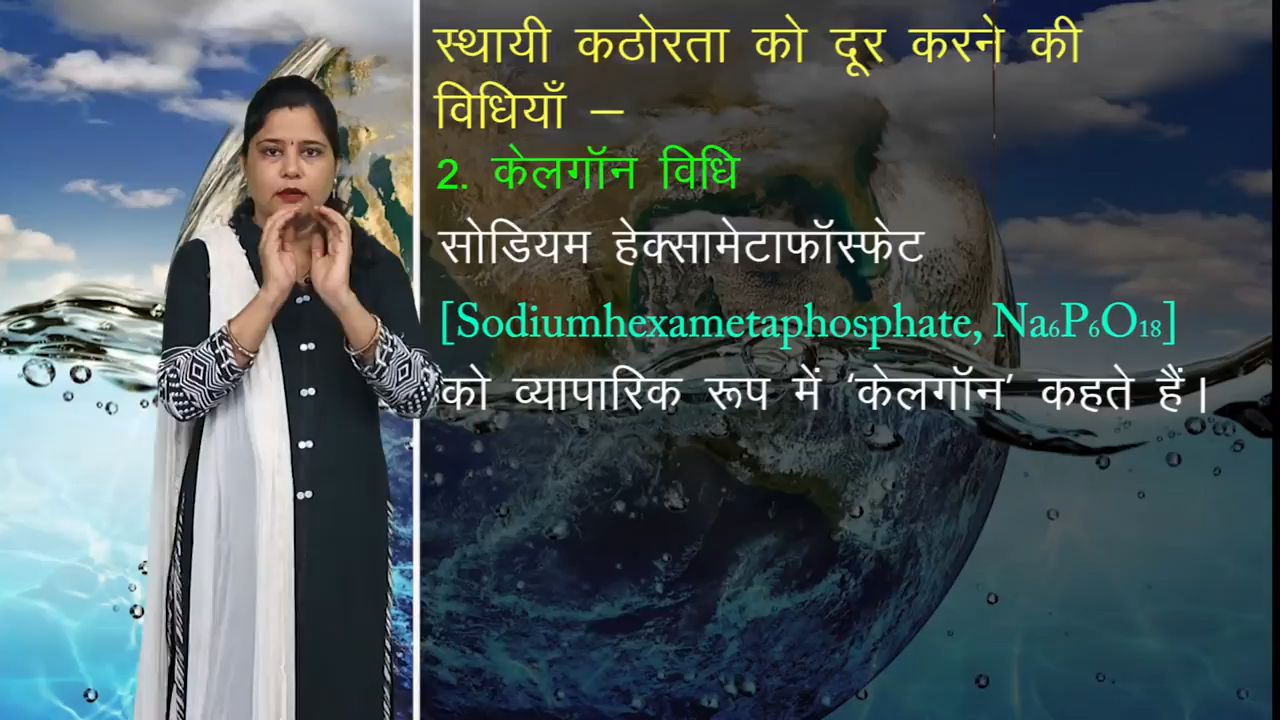 स्थायी कठोरता को दूर करने की
विधियाँ –
2. केलगॉन विधि
सोडियम हेक्सामेटाफॉस्फेट
[Sodiumhexametaphosphate, Na₆P₆O₁₈]
को व्यापारिक रूप में ‘केलगॉन’ कहते हैं।